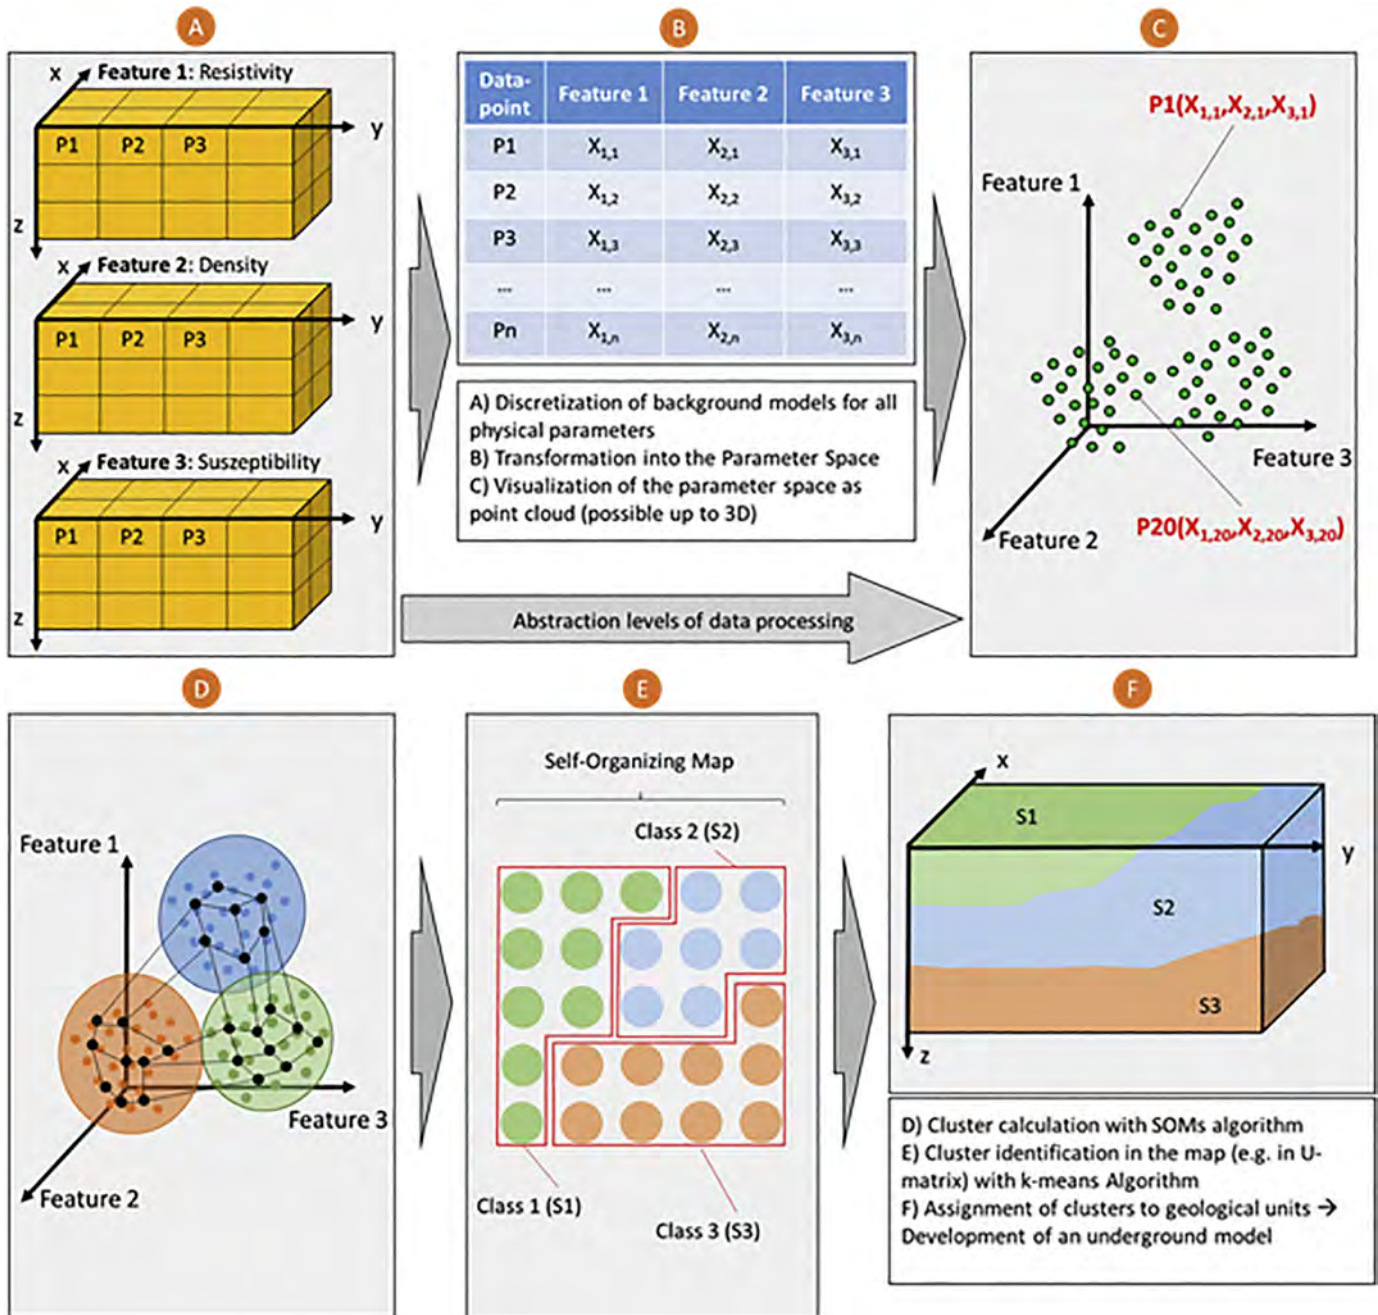 A
B
C
x Feature 1: Resistivity
y
P1 P2 P3
z
x Feature 2: Density
y
P1 P2 P3
z
x Feature 3: Suszeptibility
y
P1 P2 P3
z
Data-
point Feature 1 Feature 2 Feature 3
P1 X1,1 X2,1 X3,1
P2 X1,2 X2,2 X3,2
P3 X1,3 X2,3 X3,3
... ... ... ...
Pn X1,n X2,n X3,n
A) Discretization of background models for all
physical parameters
B) Transformation into the Parameter Space
C) Visualization of the parameter space as
point cloud (possible up to 3D)
Abstraction levels of data processing
P1(X1,1,X2,1,X3,1)
Feature 1
Feature 3
Feature 2
P20(X1,20,X2,20,X3,20)
D
E
F
Feature 1
Feature 3
Feature 2
Self-Organizing Map
Class 2 (S2)
Class 1 (S1)
Class 3 (S3)
x
S1
y
S2
S3
z
D) Cluster calculation with SOMs algorithm
E) Cluster identification in the map (e.g. in U-
matrix) with k-means Algorithm
F) Assignment of clusters to geological units →
Development of an underground model